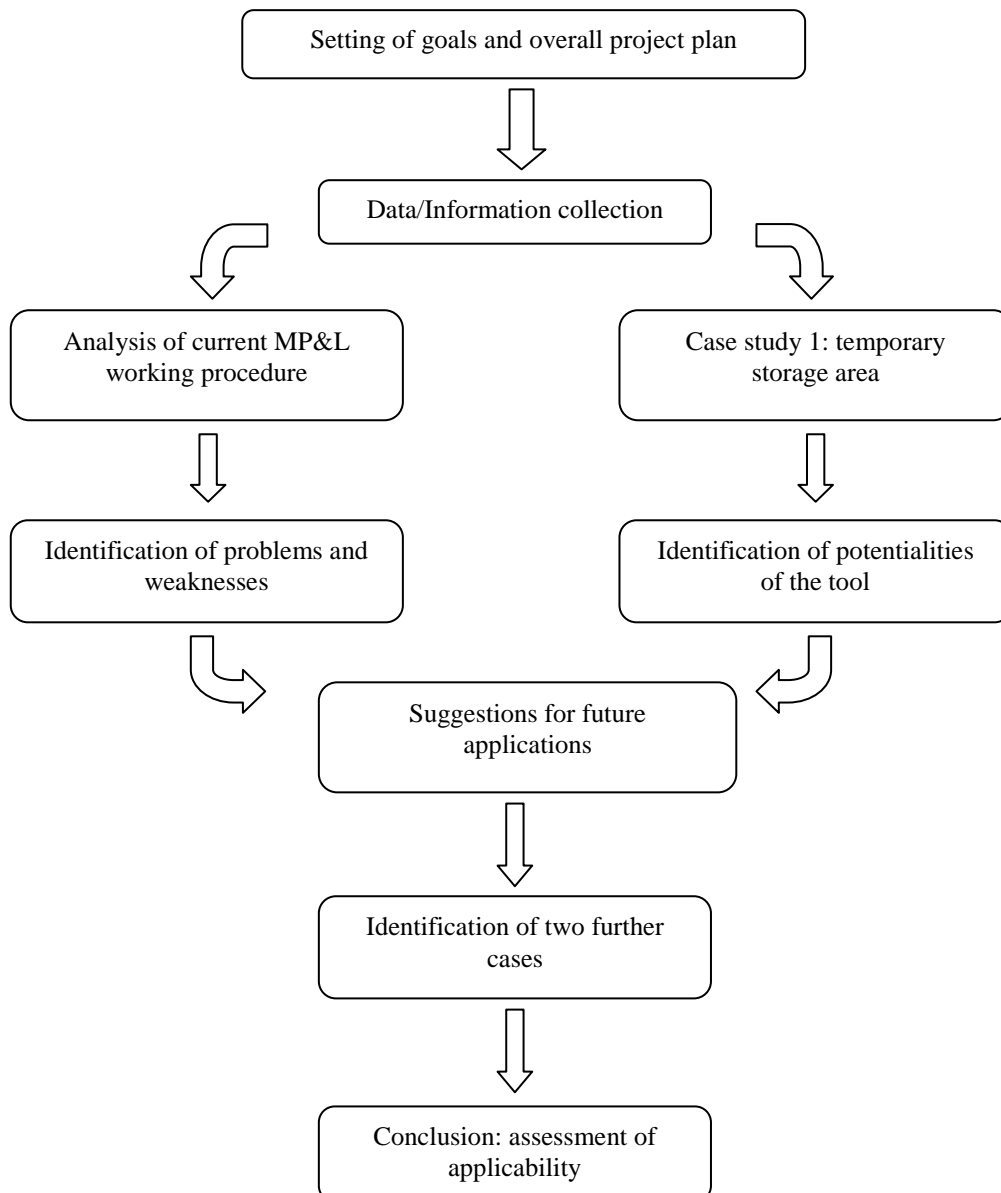 Setting of goals and overall project plan
Data/Information collection
Analysis of current MP&L
working procedure
Case study 1: temporary
storage area
Identification of problems and
weaknesses
Identification of potentialities
of the tool
Suggestions for future
applications
Identification of two further
cases
Conclusion: assessment of
applicability